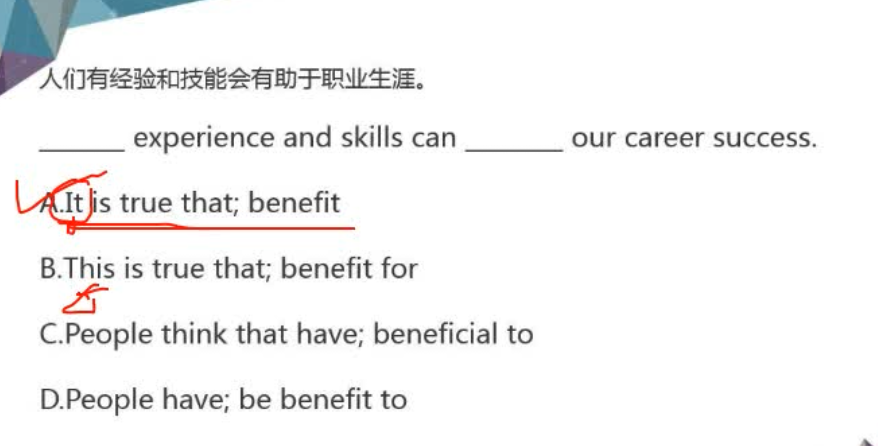 人们有经验和技能会有助于职业生涯。
________ experience and skills can ________ our career success.
A.It is true that; benefit
B.This is true that; benefit for
C.People think that have; beneficial to
D.People have; be benefit to